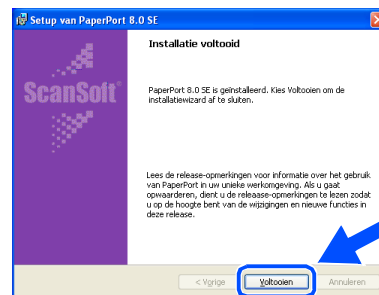 Setup van PaperPort 8.0 SE
Installatie voltooid
ScanSoft®
PaperPort 8.0 SE is geïnstalleerd. Kies Voltooien om de
installatiewizard af te sluiten.
Lees de release-opmerkingen voor informatie over het gebruik
van PaperPort in uw unieke werkomgeving. Als u gaat
opwaarderen, dient u de release-opmerkingen te lezen zodat
u op de hoogte bent van de wijzigingen en nieuwe functies in
deze release.
< Vorige Voltooien Annuleren